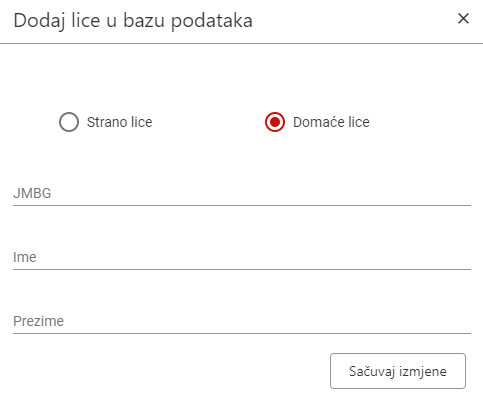 Dodaj lice u bazu podataka
Strano lice
Domaće lice
JMBG
Ime
Prezime
Sačuvaj izmjene